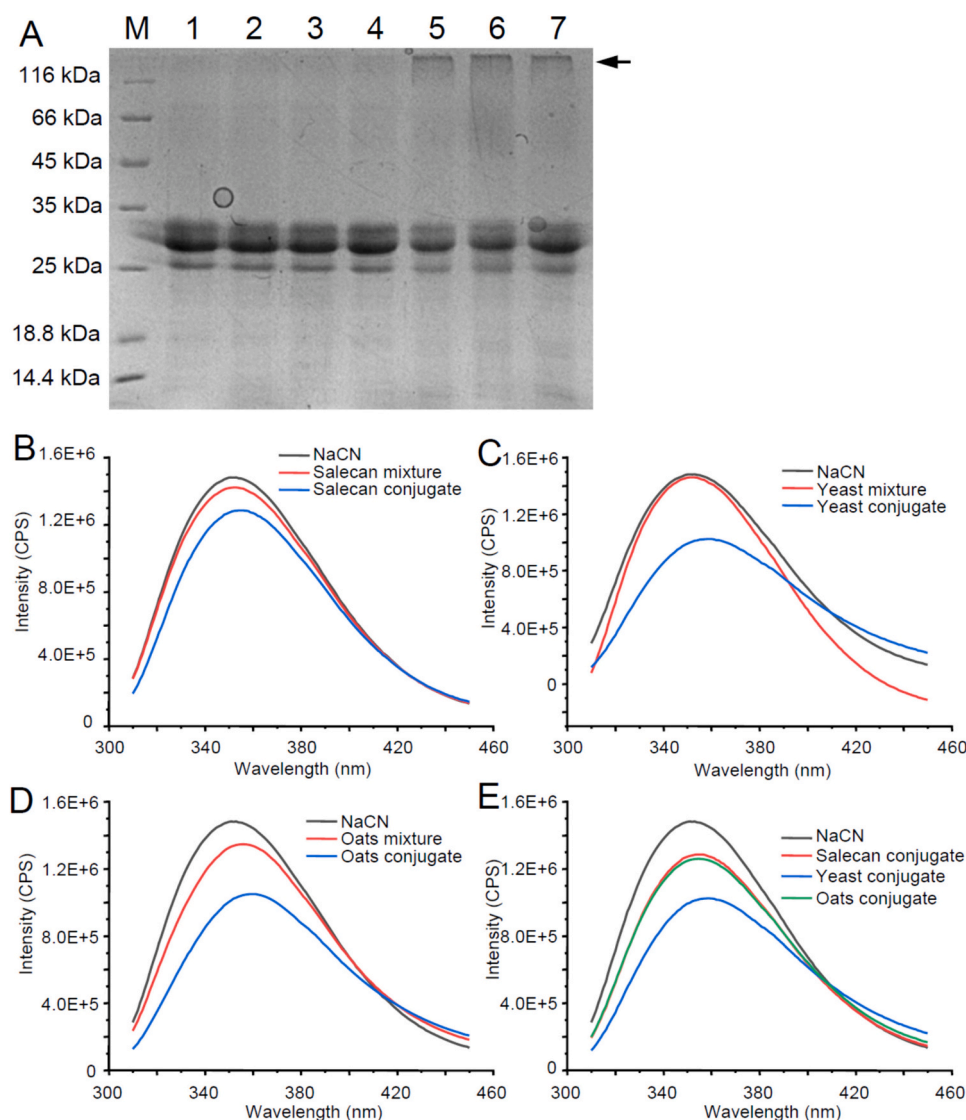 A
M 1 2 3 4 5 6 7
116 kDa
66 kDa
45 kDa
35 kDa
25 kDa
18.8 kDa
14.4 kDa
B
1.6E+6
1.2E+6
8.0E+5
4.0E+5
0
Intensity (CPS)
NaCN
Salecan mixture
Salecan conjugate
300 340 380 420 460
Wavelength (nm)
C
1.6E+6
1.2E+6
8.0E+5
4.0E+5
0
Intensity (CPS)
NaCN
Yeast mixture
Yeast conjugate
300 340 380 420 460
Wavelength (nm)
D
1.6E+6
1.2E+6
8.0E+5
4.0E+5
0
Intensity (CPS)
NaCN
Oats mixture
Oats conjugate
300 340 380 420 460
Wavelength (nm)
E
1.6E+6
1.2E+6
8.0E+5
4.0E+5
0
Intensity (CPS)
NaCN
Salecan conjugate
Yeast conjugate
Oats conjugate
300 340 380 420 460
Wavelength (nm)